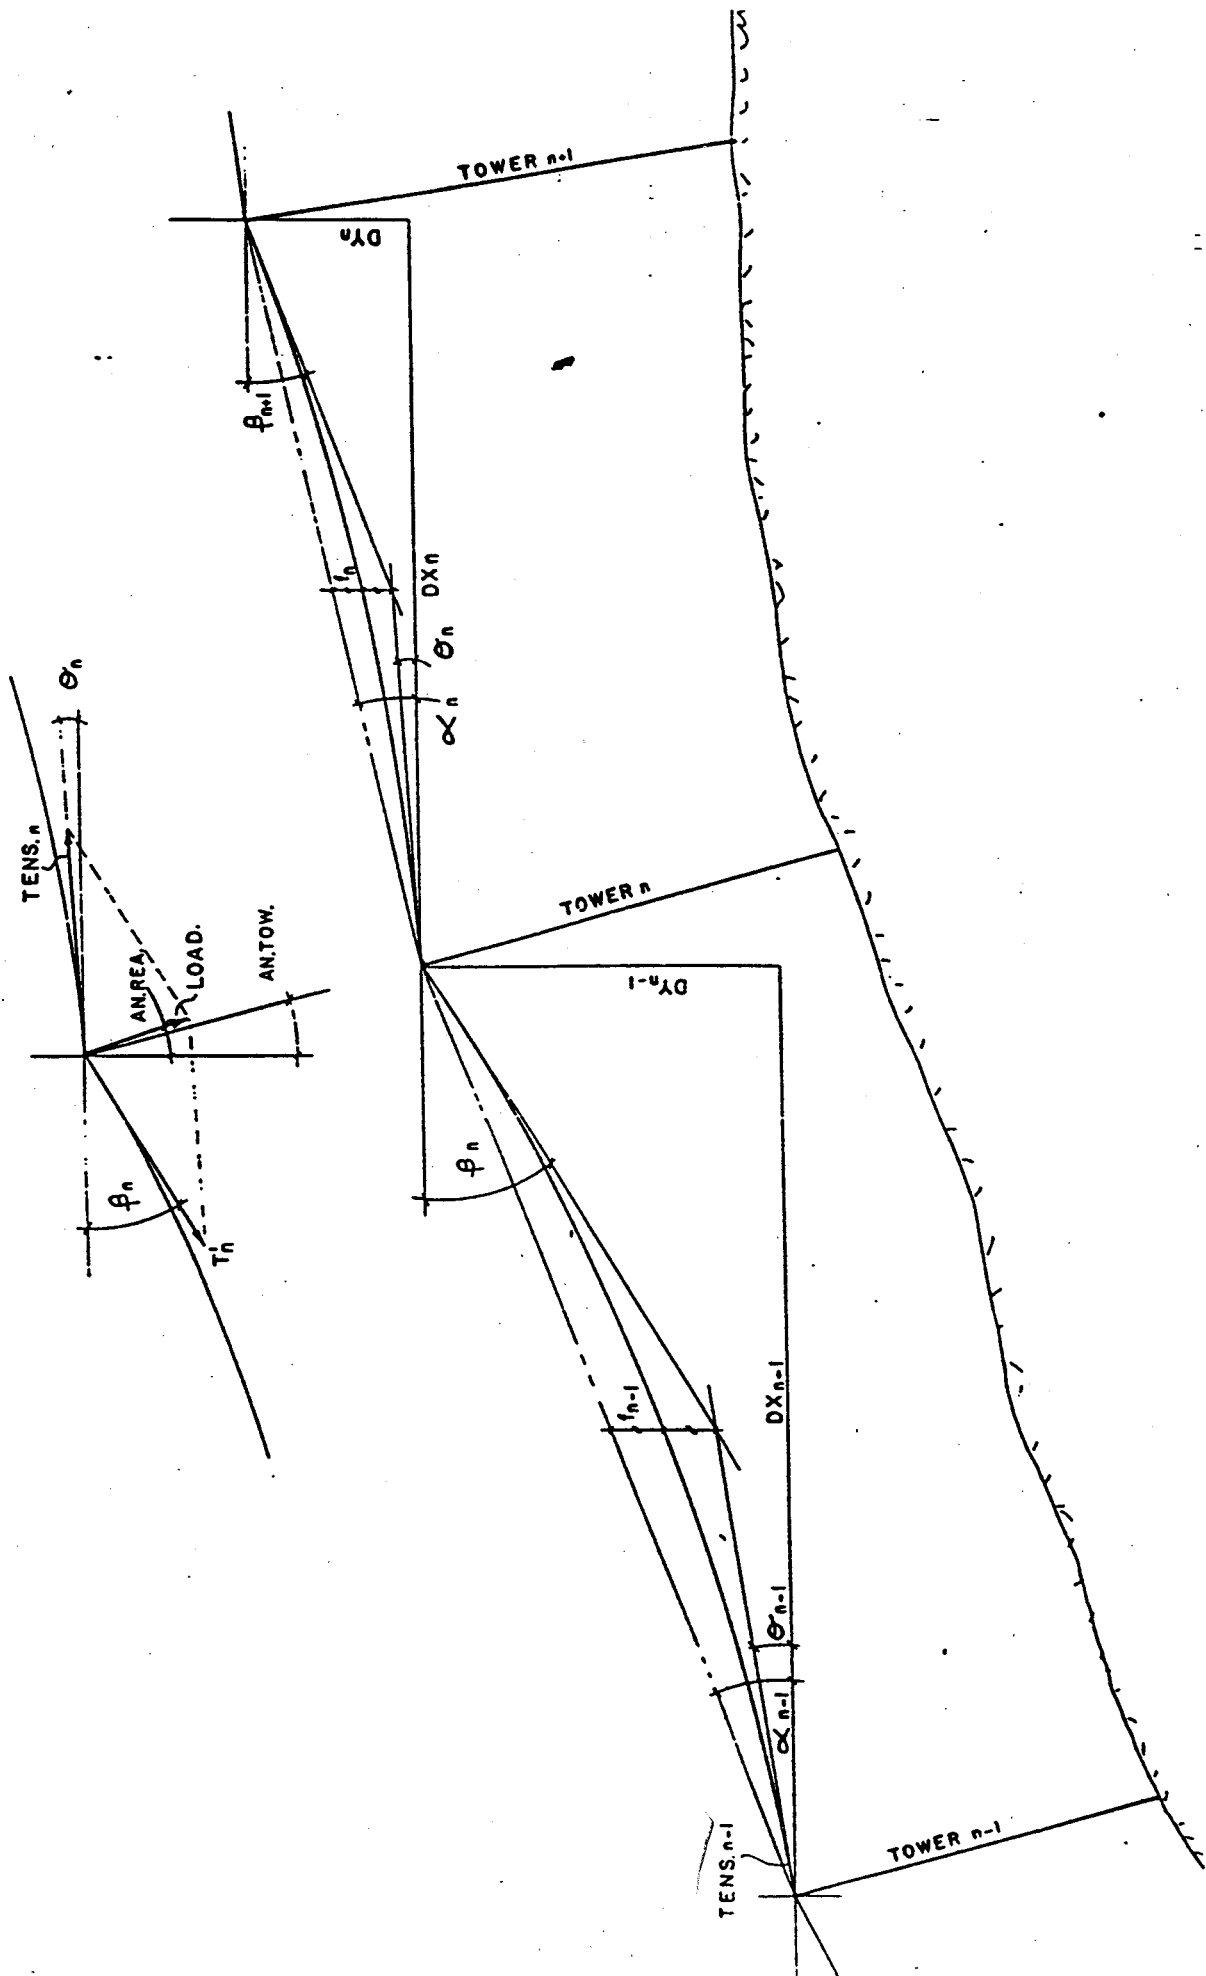 TENS.n
θn
AN.REA.
LOAD.
AN.TOW.
βn
T'n
TOWER n+1
DYn
βn+1
fn
DXn
θn
αn
TOWER n
DYn-1
βn
fn-1
DXn-1
θn-1
αn-1
TENS.n-1
TOWER n-1